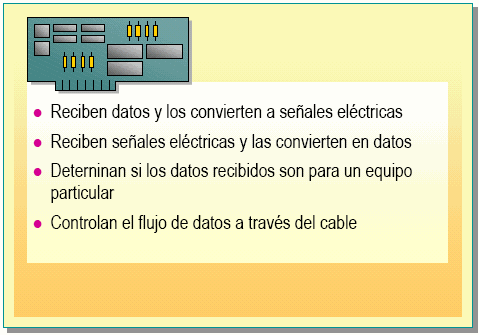 Reciben datos y los convierten a señales eléctricas
Reciben señales eléctricas y las convierten en datos
Deterninan si los datos recibidos son para un equipo
particular
Controlan el flujo de datos a través del cable